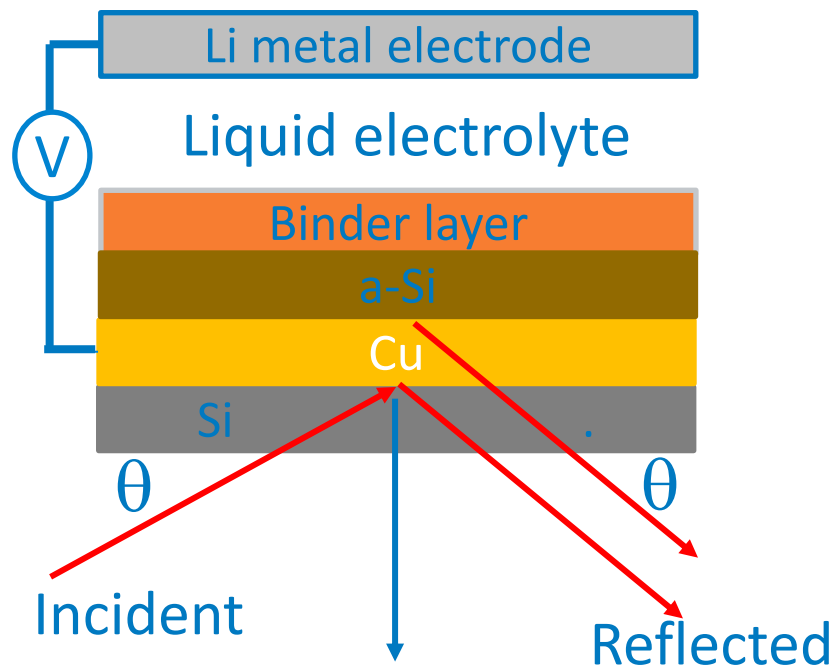 Li metal electrode
Liquid electrolyte
V
Binder layer
a-Si
Cu
Si .
θ θ
Incident
Reflected